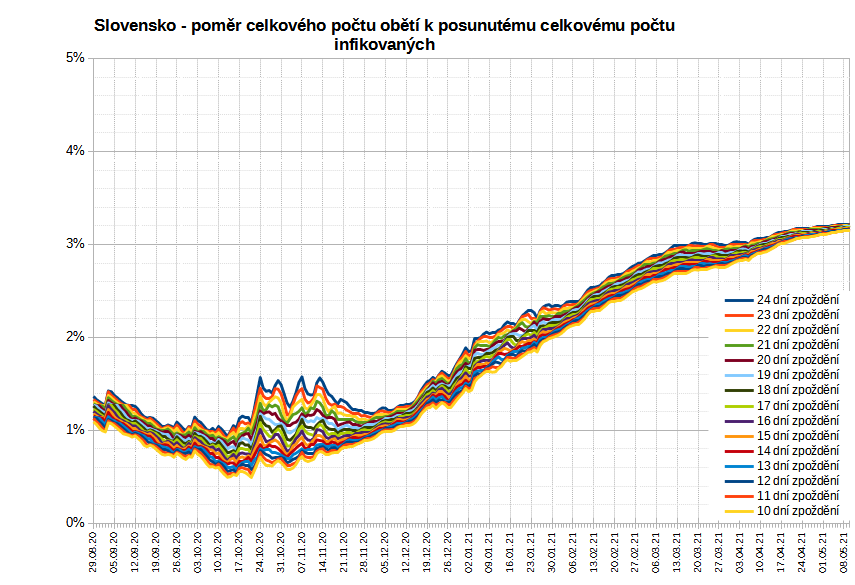 Slovensko - poměr celkového počtu obětí k posunutému celkovému počtu
infikovaných
5%
4%
3%
2%
1%
0%
24 dní zpoždění
23 dní zpoždění
22 dní zpoždění
21 dní zpoždění
20 dní zpoždění
19 dní zpoždění
18 dní zpoždění
17 dní zpoždění
16 dní zpoždění
15 dní zpoždění
14 dní zpoždění
13 dní zpoždění
12 dní zpoždění
11 dní zpoždění
10 dní zpoždění
29.08.20
05.09.20
12.09.20
19.09.20
26.09.20
03.10.20
10.10.20
17.10.20
24.10.20
31.10.20
07.11.20
14.11.20
21.11.20
28.11.20
05.12.20
12.12.20
19.12.20
26.12.20
02.01.21
09.01.21
16.01.21
23.01.21
30.01.21
06.02.21
13.02.21
20.02.21
27.02.21
06.03.21
13.03.21
20.03.21
27.03.21
03.04.21
10.04.21
17.04.21
24.04.21
01.05.21
08.05.21